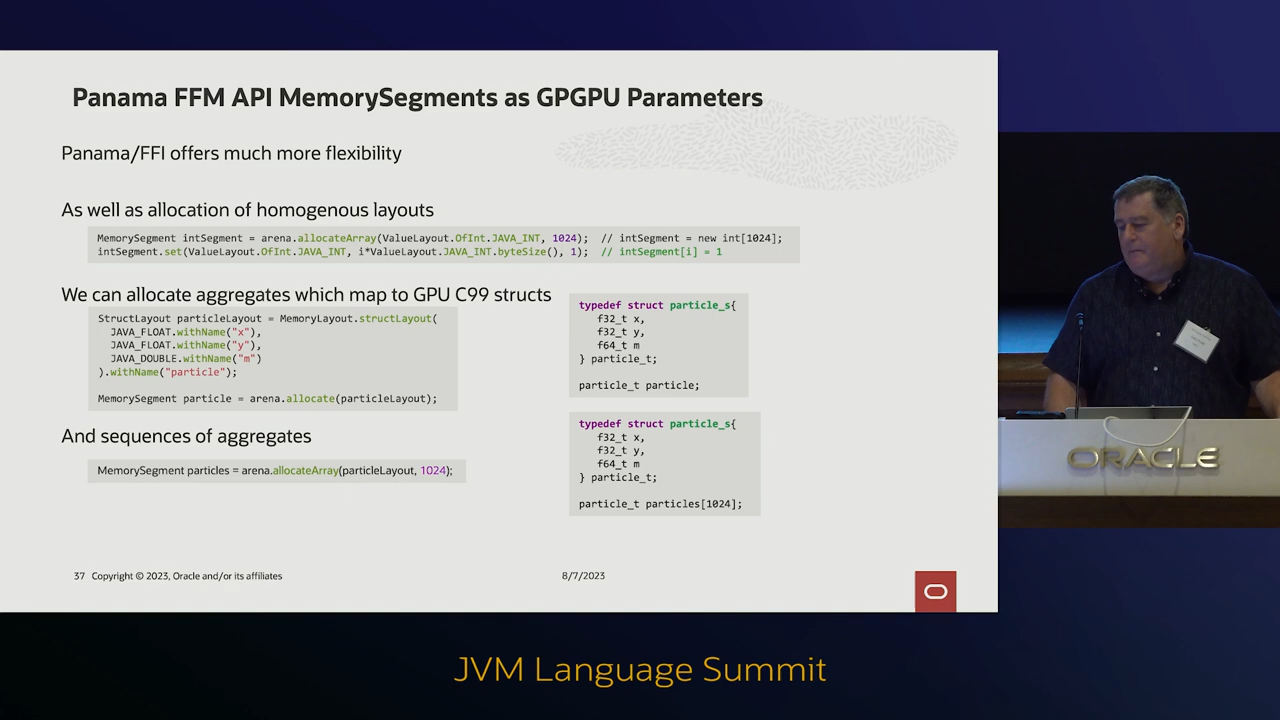 Panama FFM API MemorySegments as GPGPU Parameters
Panama/FFI offers much more flexibility
As well as allocation of homogenous layouts
MemorySegment intSegment = arena.allocateArray(ValueLayout.OfInt.JAVA_INT, 1024);  // intSegment = new int[1024];
intSegment.set(ValueLayout.OfInt.JAVA_INT, i*ValueLayout.JAVA_INT.byteSize(), 1);  // intSegment[i] = 1
We can allocate aggregates which map to GPU C99 structs
StructLayout particleLayout = MemoryLayout.structLayout(
JAVA_FLOAT.withName("x"),
JAVA_FLOAT.withName("y"),
JAVA_DOUBLE.withName("m")
).withName("particle");
MemorySegment particle = arena.allocate(particleLayout);
typedef struct particle_s{
f32_t x,
f32_t y,
f64_t m
} particle_t;
particle_t particle;
And sequences of aggregates
MemorySegment particles = arena.allocateArray(particleLayout, 1024);
typedef struct particle_s{
f32_t x,
f32_t y,
f64_t m
} particle_t;
particle_t particles[1024];
37 Copyright © 2023, Oracle and/or its affiliates
8/7/2023
ORACLE
JVM Language Summit